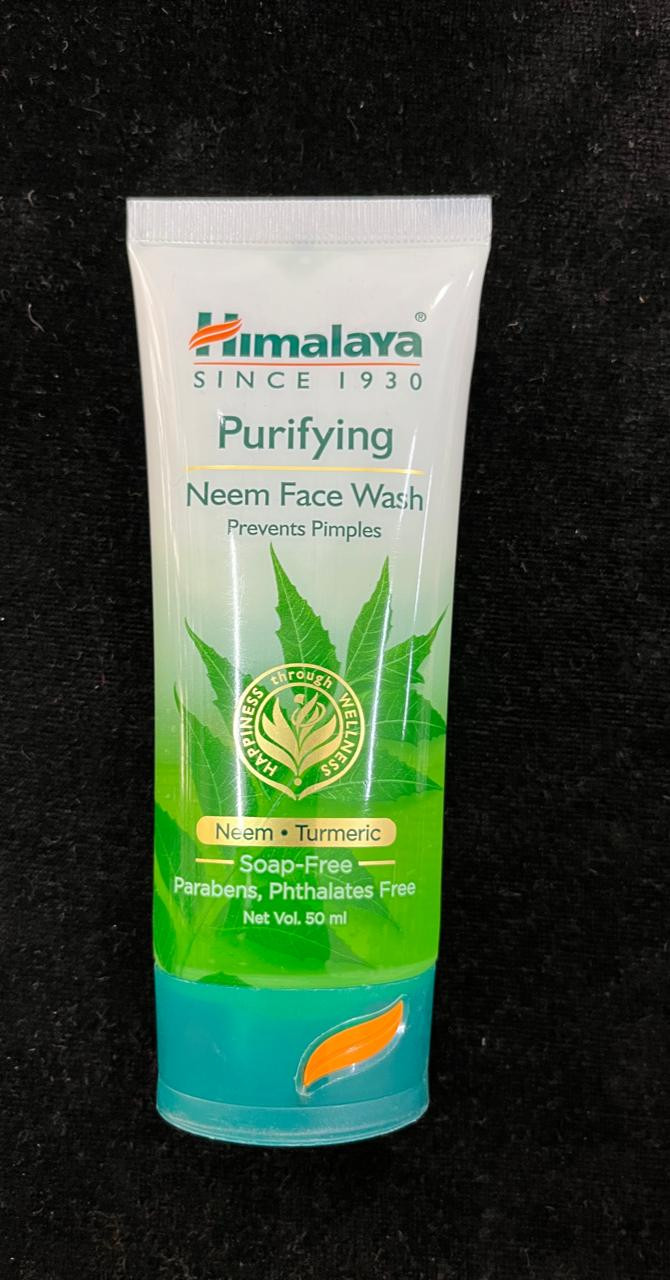 Himalaya®
SINCE 1930
Purifying
Neem Face Wash
Prevents Pimples
HAPPINESS through WELLNESS
Neem • Turmeric
Soap-Free
Parabens, Phthalates Free
Net Vol. 50 ml